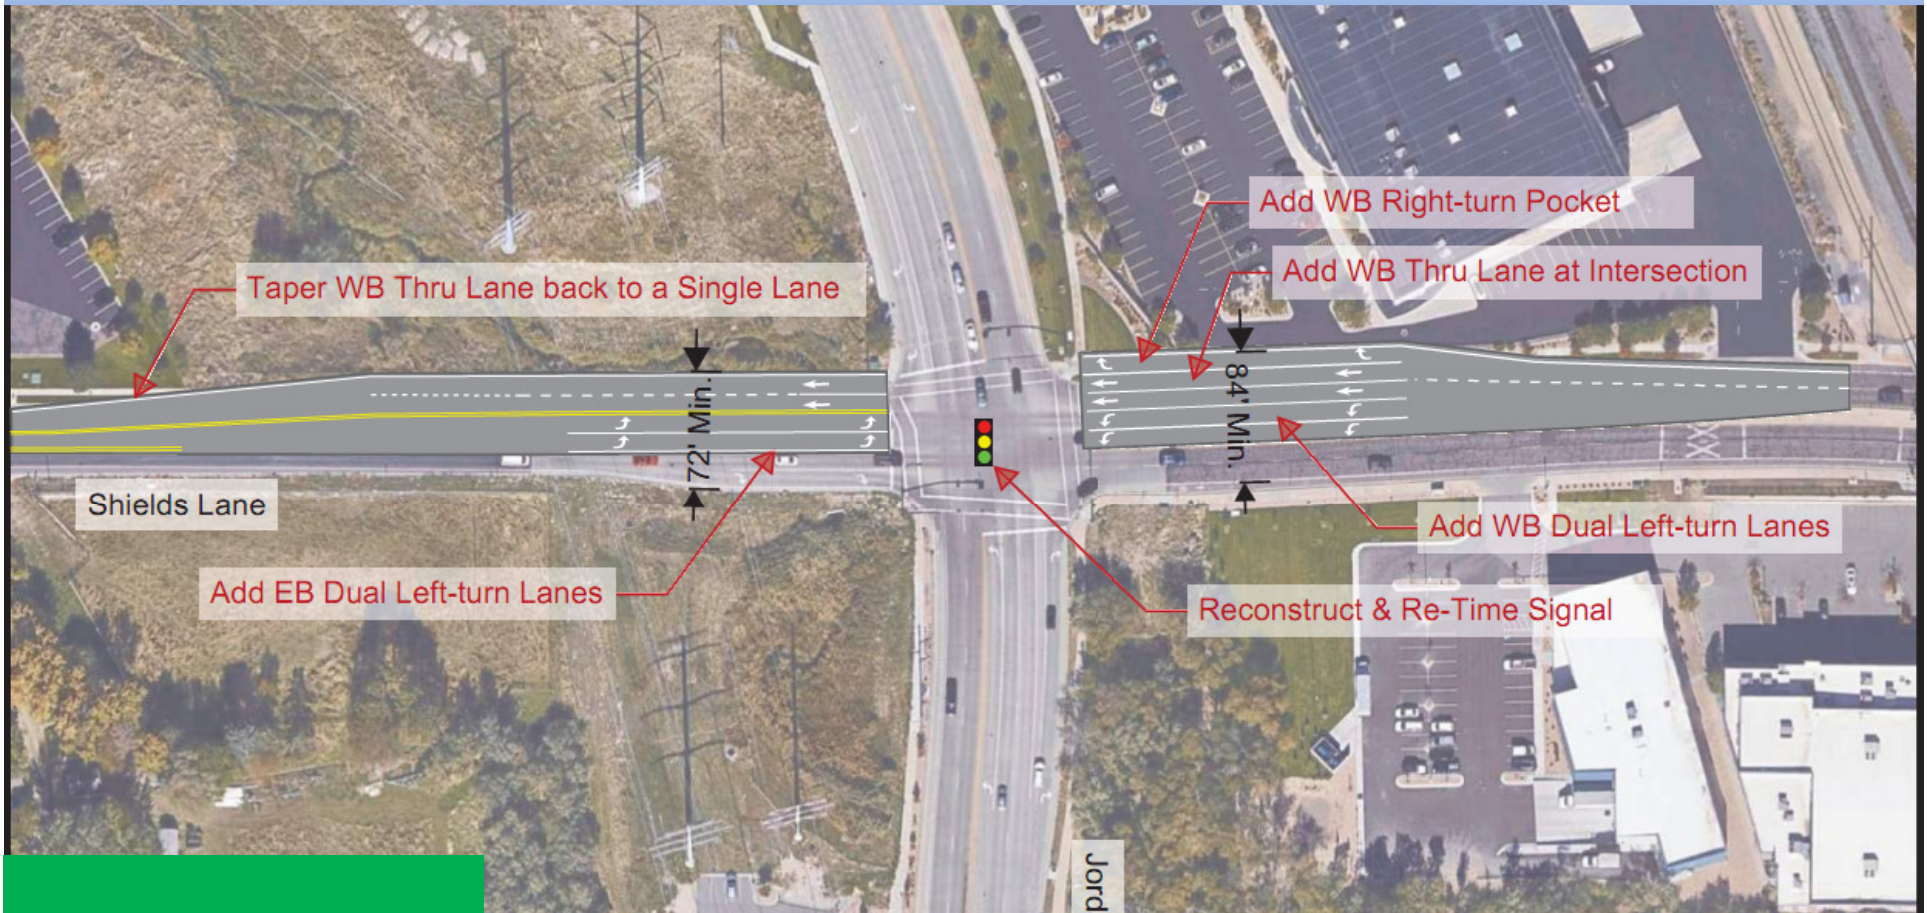 Add WB Right-turn Pocket
Add WB Thru Lane at Intersection
Taper WB Thru Lane back to a Single Lane
72' Min.
84' Min.
Shields Lane
Add WB Dual Left-turn Lanes
Add EB Dual Left-turn Lanes
Reconstruct & Re-Time Signal
Jord